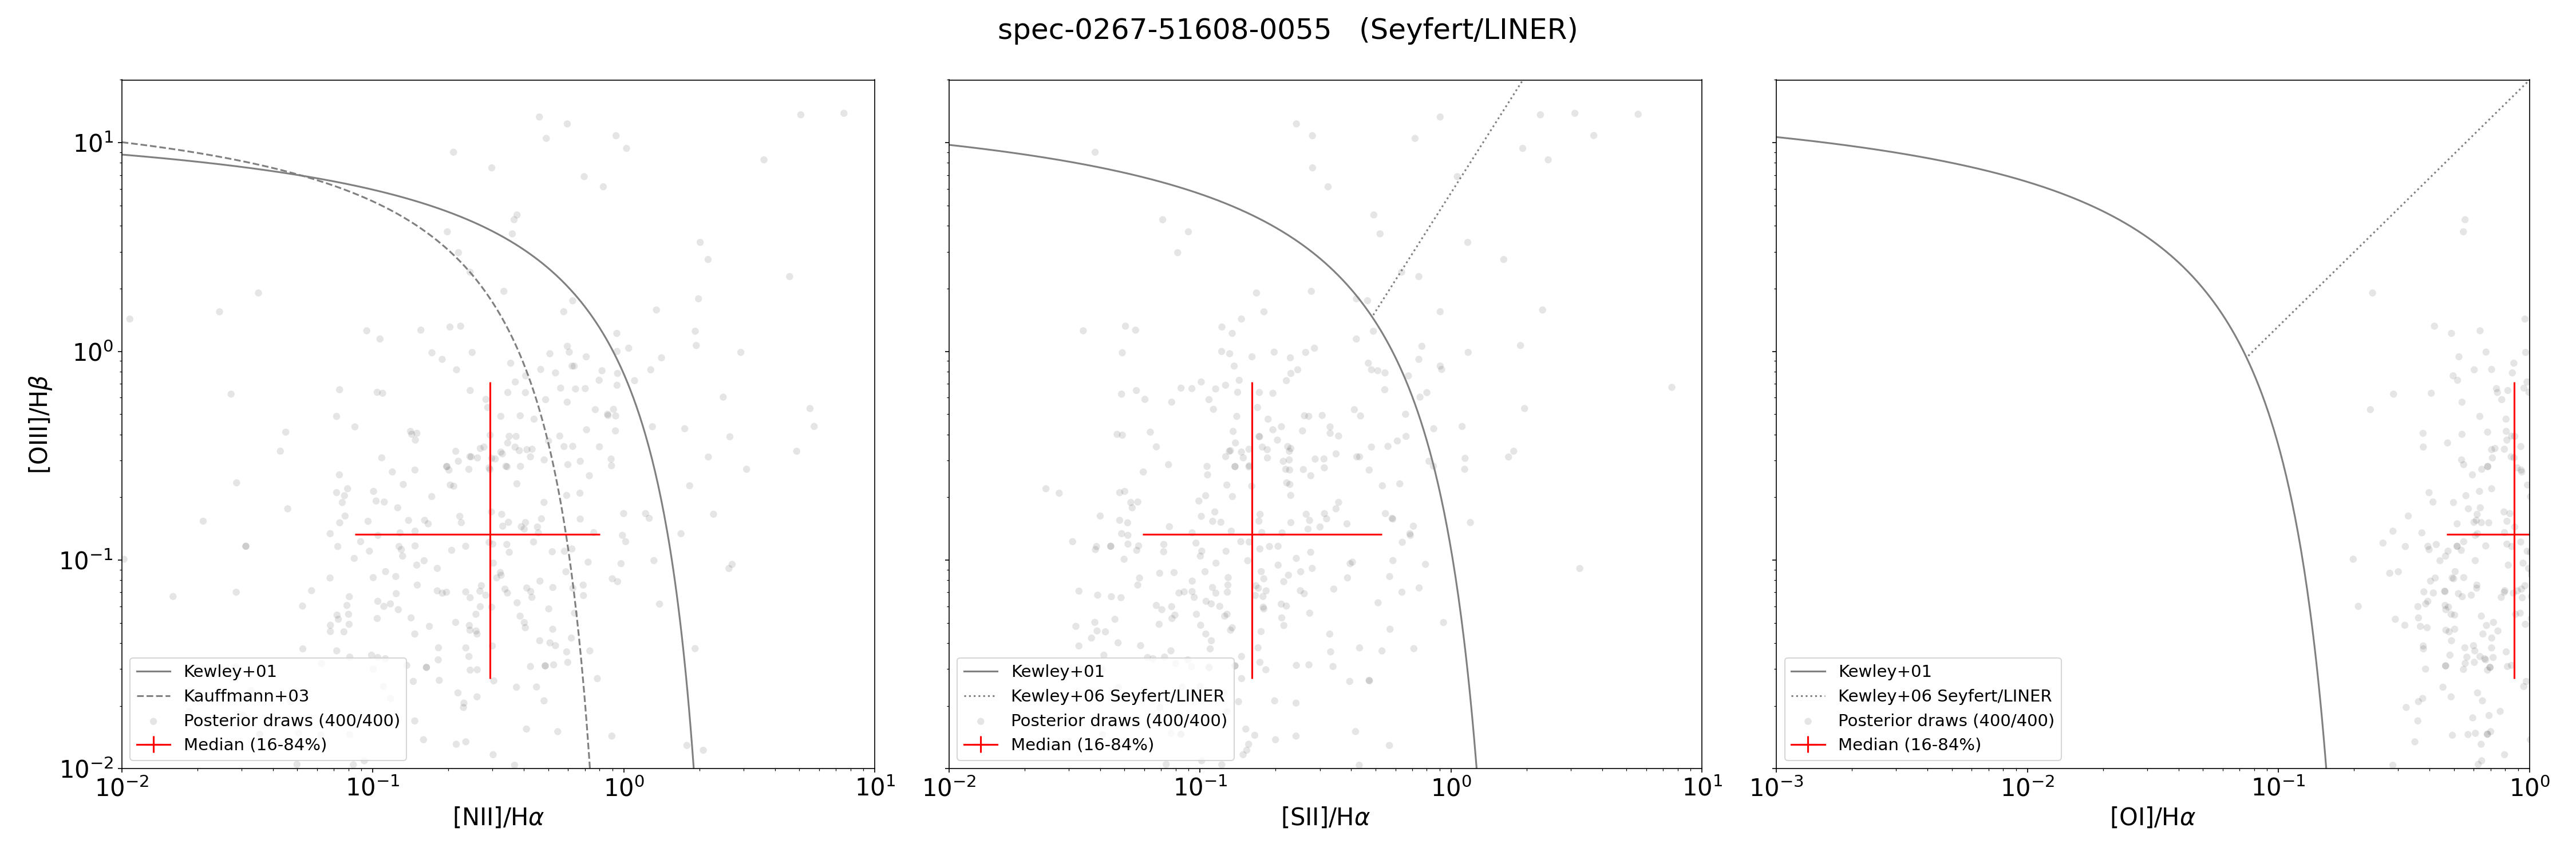 spec-0267-51608-0055 (Seyfert/LINER)
[OIII]/Hβ
10¹
10⁰
10⁻¹
10⁻²
Kewley+01
Kauffmann+03
Posterior draws (400/400)
Median (16-84%)
10⁻² 10⁻¹ 10⁰ 10¹
[NII]/Hα
Kewley+01
Kewley+06 Seyfert/LINER
Posterior draws (400/400)
Median (16-84%)
10⁻² 10⁻¹ 10⁰ 10¹
[SII]/Hα
Kewley+01
Kewley+06 Seyfert/LINER
Posterior draws (400/400)
Median (16-84%)
10⁻³ 10⁻² 10⁻¹ 10⁰
[OI]/Hα